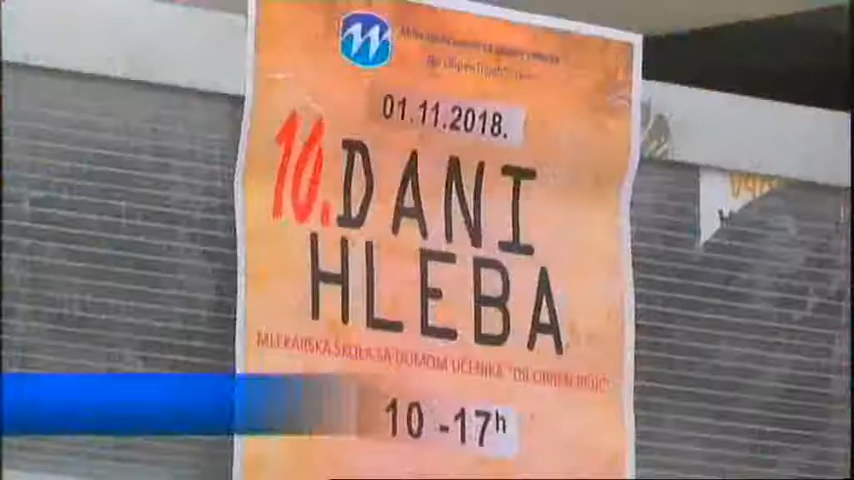 01.11.2018.
10. DANI
HLEBA
MLEKARSKA ŠKOLA SA DOMOM UČENIKA
10 - 17h